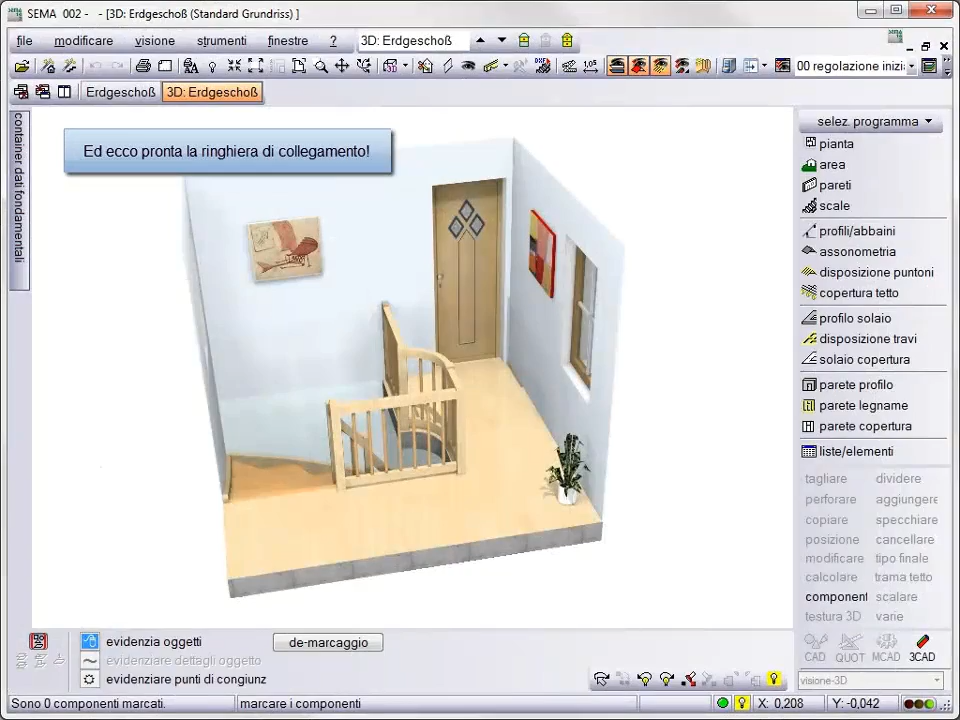 SEMA 002 - - [3D: Erdgeschoß (Standard Grundriss) ]
file modificare visione strumenti finestre ? 3D: Erdgeschoß
1,05 00 regolazione inizi
Erdgeschoß 3D: Erdgeschoß
container dati fondamentali
Ed ecco pronta la ringhiera di collegamento!
selez. programma
pianta
area
pareti
scale
profili/abbaini
assonometria
disposizione puntoni
copertura tetto
profilo solaio
disposizione travi
solaio copertura
parete profilo
parete legname
parete copertura
liste/elementi
tagliare dividere
perforare aggiungere
copiare specchiare
posizione cancellare
modificare tipo finale
calcolare trama tetto
component scalare
testura 3D varie
CAD QUOT MCAD 3CAD
visione-3D
evidenzia oggetti de-marcaggio
evidenziare dettagli oggetto
evidenziare punti di congiunz
Sono 0 componenti marcati. marcare i componenti X: 0,208 Y: -0,042